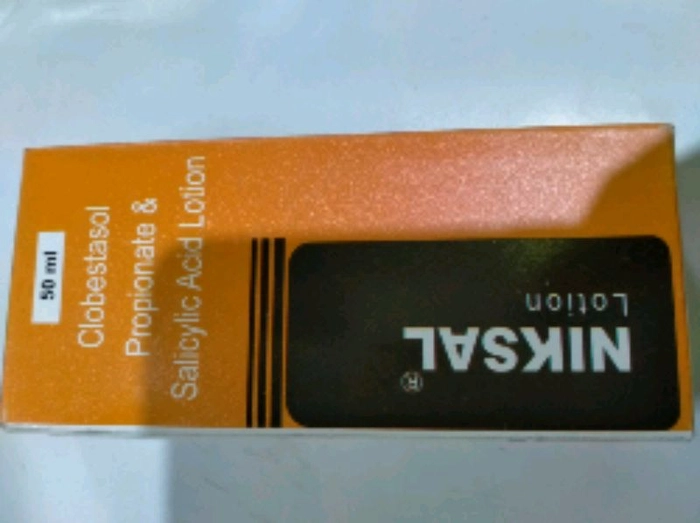 NIKSAL®
Lotion
Clobestasol
Propionate &
Salicylic Acid Lotion
50 ml